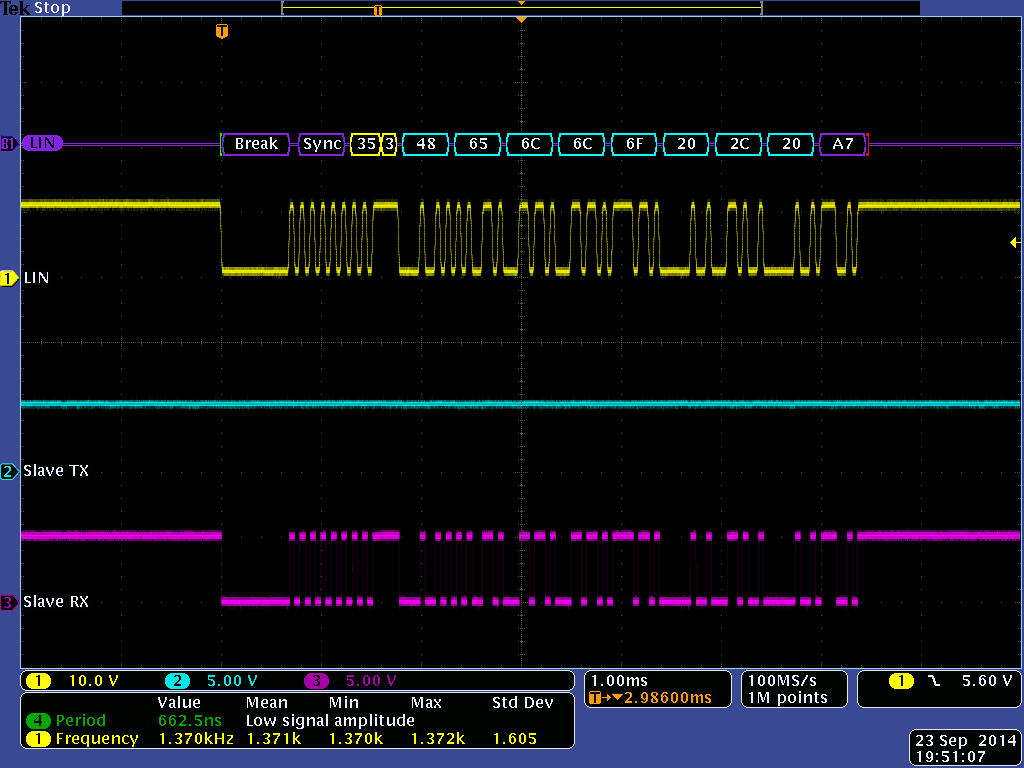 Tek Stop
T
T
B1 LIN Break Sync 35 3 48 65 6C 6C 6F 20 2C 20 A7
1 LIN
2 Slave TX
3 Slave RX
1 10.0 V 2 5.00 V 3 5.00 V
1.00ms
T→▼2.98600ms
100MS/s
1M points
1 5.60 V
Value Mean Min Max Std Dev
4 Period 662.5ns Low signal amplitude
1 Frequency 1.370kHz 1.371k 1.370k 1.372k 1.605
23 Sep 2014
19:51:07